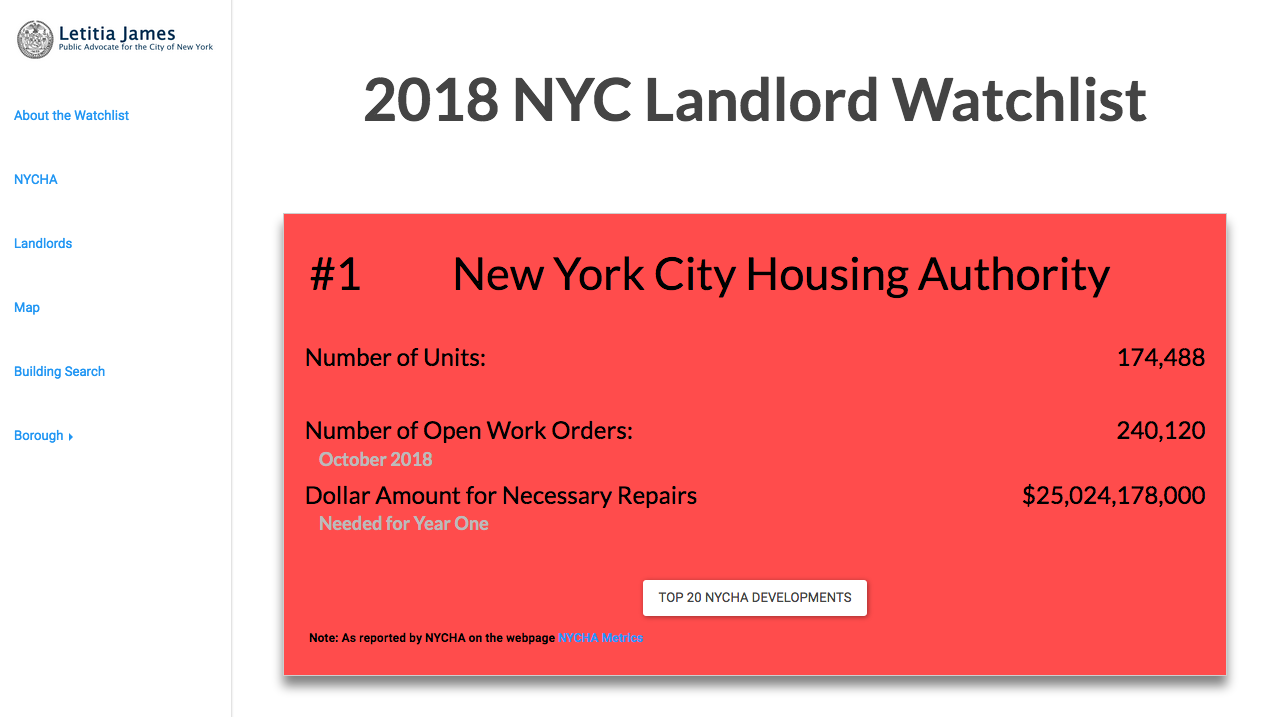 Letitia James
Public Advocate for the City of New York
About the Watchlist
NYCHA
Landlords
Map
Building Search
Borough
2018 NYC Landlord Watchlist
#1 New York City Housing Authority
Number of Units: 174,488
Number of Open Work Orders: 240,120
October 2018
Dollar Amount for Necessary Repairs $25,024,178,000
Needed for Year One
TOP 20 NYCHA DEVELOPMENTS
Note: As reported by NYCHA on the webpage NYCHA Metrics